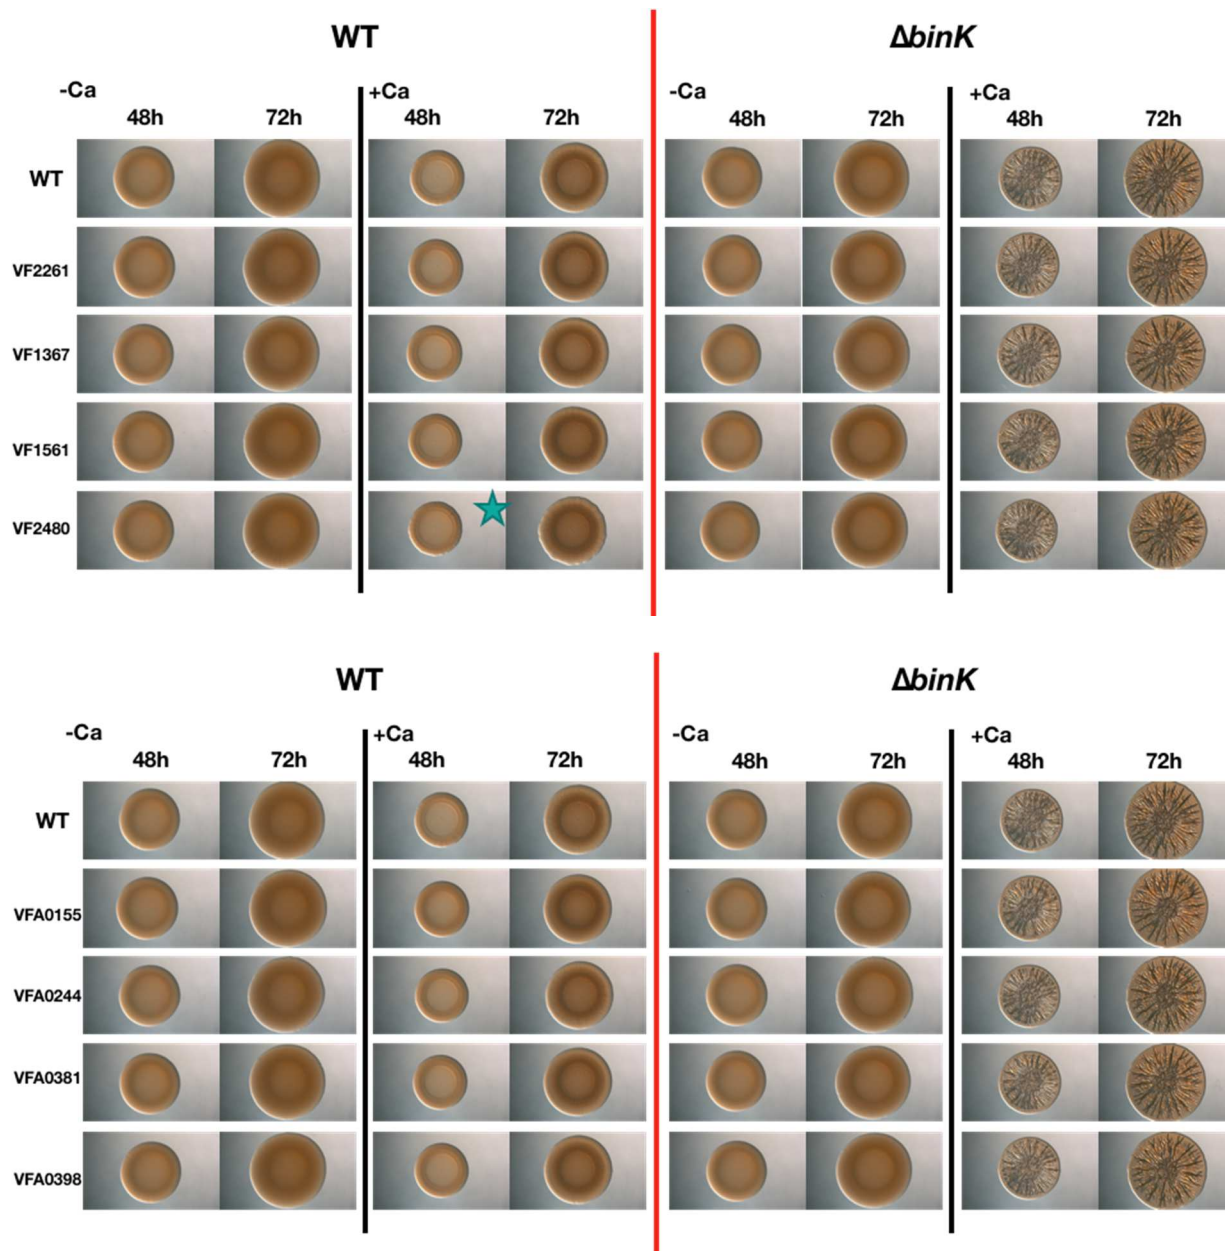 WT ΔbinK
-Ca +Ca -Ca +Ca
48h 72h 48h 72h 48h 72h 48h 72h
WT
VF2261
VF1367
VF1561
VF2480
WT ΔbinK
-Ca +Ca -Ca +Ca
48h 72h 48h 72h 48h 72h 48h 72h
WT
VFA0155
VFA0244
VFA0381
VFA0398